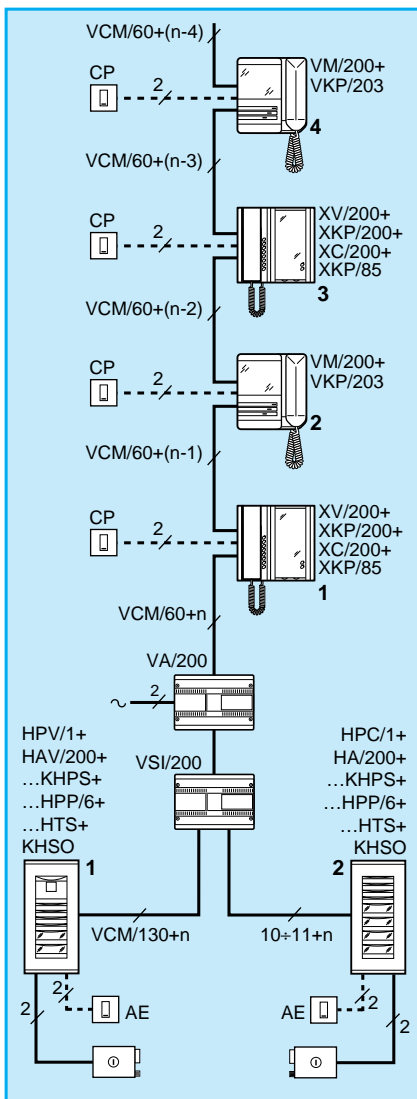 VCM/60+(n-4)
CP
2
VM/200+
VKP/203
4
VCM/60+(n-3)
CP
2
XV/200+
XKP/200+
XC/200+
XKP/85
3
VCM/60+(n-2)
CP
2
VM/200+
VKP/203
2
VCM/60+(n-1)
CP
2
XV/200+
XKP/200+
XC/200+
XKP/85
1
VCM/60+n
VA/200
~ 2
VSI/200
HPV/1+
HAV/200+
...KHPS+
...HPP/6+
...HTS+
KHSO
1
HPC/1+
HA/200+
...KHPS+
...HPP/6+
...HTS+
KHSO
2
VCM/130+n
10÷11+n
2
2
AE
AE
2
2